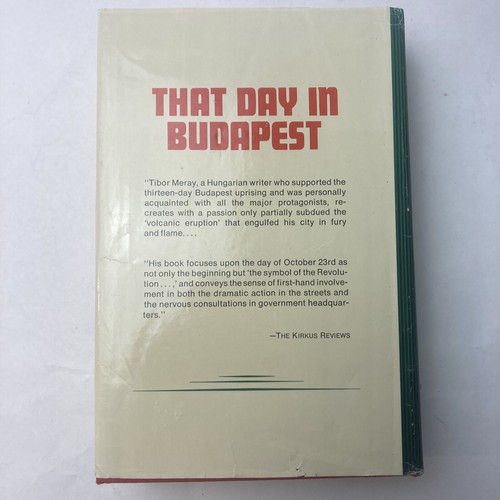 THAT DAY IN
BUDAPEST
"Tibor Meray, a Hungarian writer who supported the
thirteen-day Budapest uprising and was personally
acquainted with all the major protagonists, re-
creates with a passion only partially subdued the
'volcanic eruption' that engulfed his city in fury
and flame....
"His book focuses upon the day of October 23rd as
not only the beginning but 'the symbol of the Revolu-
tion . . . ,' and conveys the sense of first-hand involve-
ment in both the dramatic action in the streets and
the nervous consultations in government headquar-
ters."
—THE KIRKUS REVIEWS